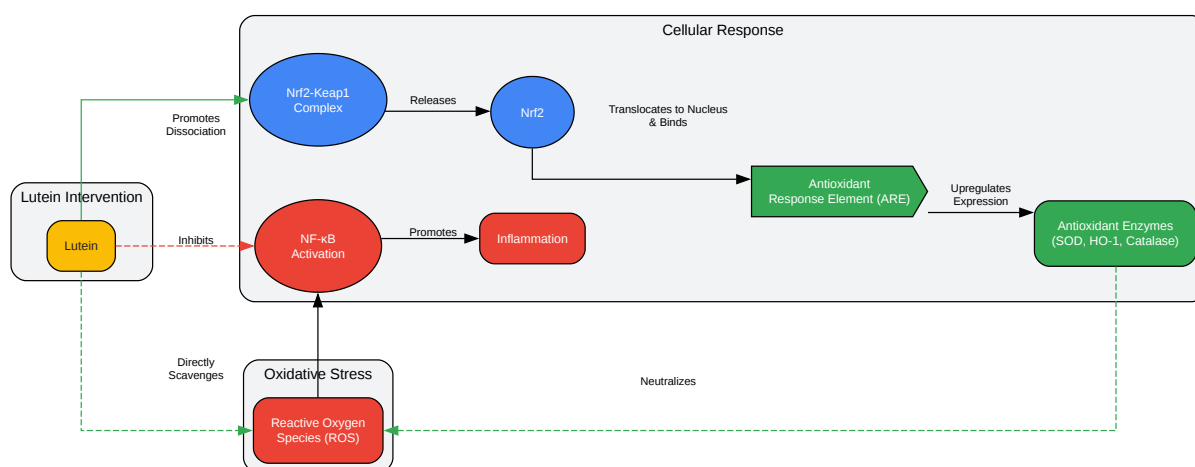 Cellular Response
Nrf2-Keap1
Complex
Releases
Nrf2
Translocates to Nucleus
& Binds
Promotes
Dissociation
Antioxidant
Response Element (ARE)
Upregulates
Expression
Lutein Intervention
Lutein
Inhibits
NF-κB
Activation
Promotes
Inflammation
Antioxidant Enzymes
(SOD, HO-1, Catalase)
Directly
Scavenges
Oxidative Stress
Neutralizes
Reactive Oxygen
Species (ROS)